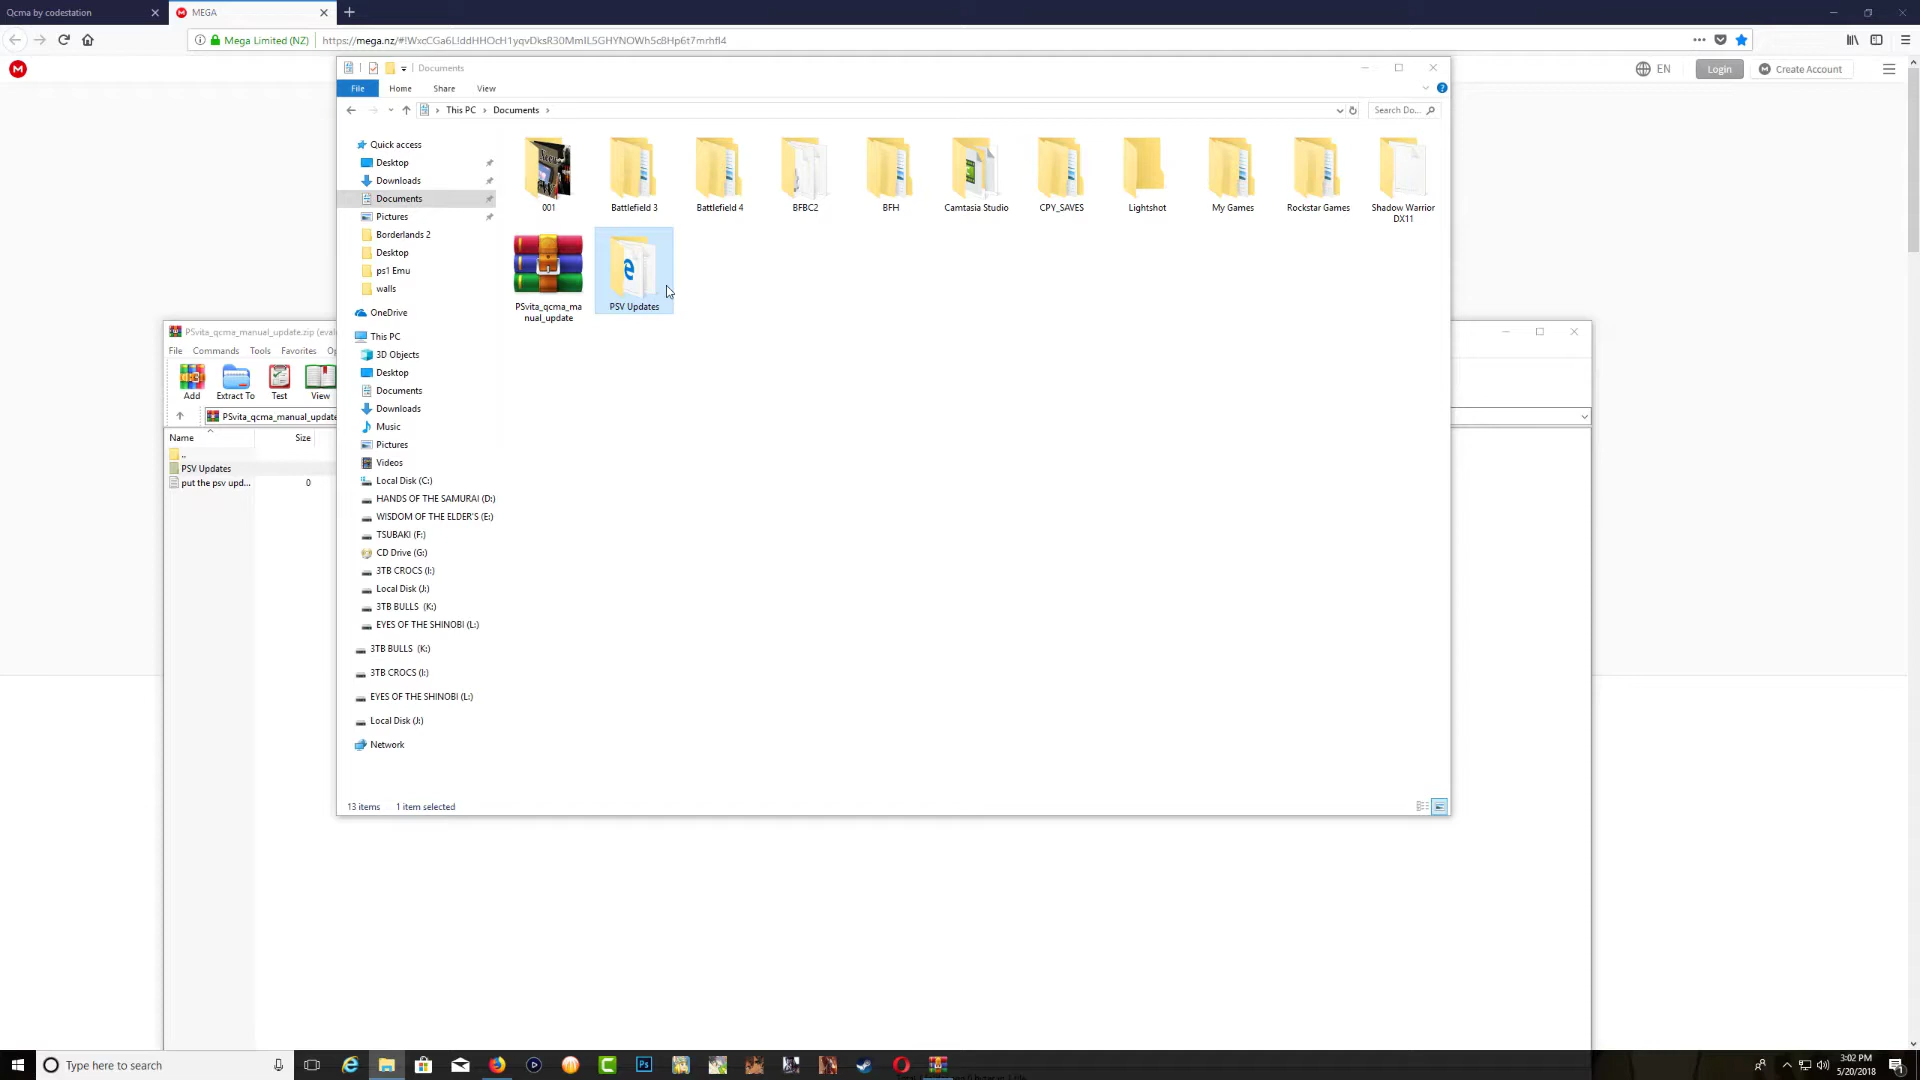 Qcma by codestation
MEGA
Mega Limited (NZ)
EN
Login
Create Account
Documents
File
Home
Share
View
This PC
Documents
Search Do...
Quick access
Desktop
Downloads
Documents
Pictures
Borderlands 2
Desktop
ps1 Emu
walls
OneDrive
This PC
3D Objects
Desktop
Documents
Downloads
Music
Pictures
Videos
Local Disk (C:)
HANDS OF THE SAMURAI (D:)
WISDOM OF THE ELDER'S (E:)
TSUBAKI (F:)
CD Drive (G:)
3TB CROCS (I:)
Local Disk (J:)
3TB BULLS (K:)
EYES OF THE SHINOBI (L:)
3TB BULLS (K:)
3TB CROCS (I:)
EYES OF THE SHINOBI (L:)
Local Disk (J:)
Network
001
Battlefield 3
Battlefield 4
BFBC2
BFH
Camtasia Studio
CPY_SAVES
Lightshot
My Games
Rockstar Games
Shadow Warrior
DX11
PSvita_qcma_ma
nual_update
PSV Updates
13 items
1 item selected
PSvita_qcma_manual_update.zip (evalu
File
Commands
Tools
Favorites
Add
Extract To
Test
View
PSvita_qcma_manual_update
Name
Size
..
PSV Updates
put the psv upd...
0
Type here to search
3:02 PM
5/20/2018